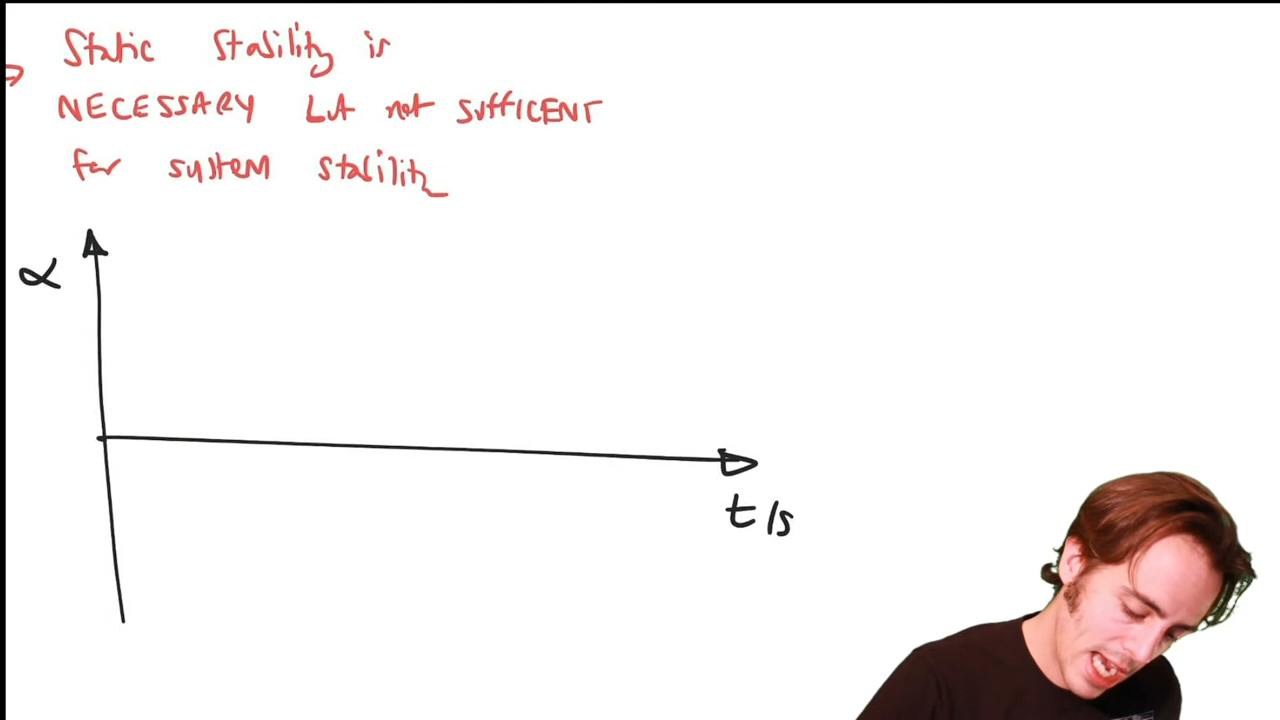 Static Stability is
NECESSARY but not SUFFICENT
for system stability
α
t/s